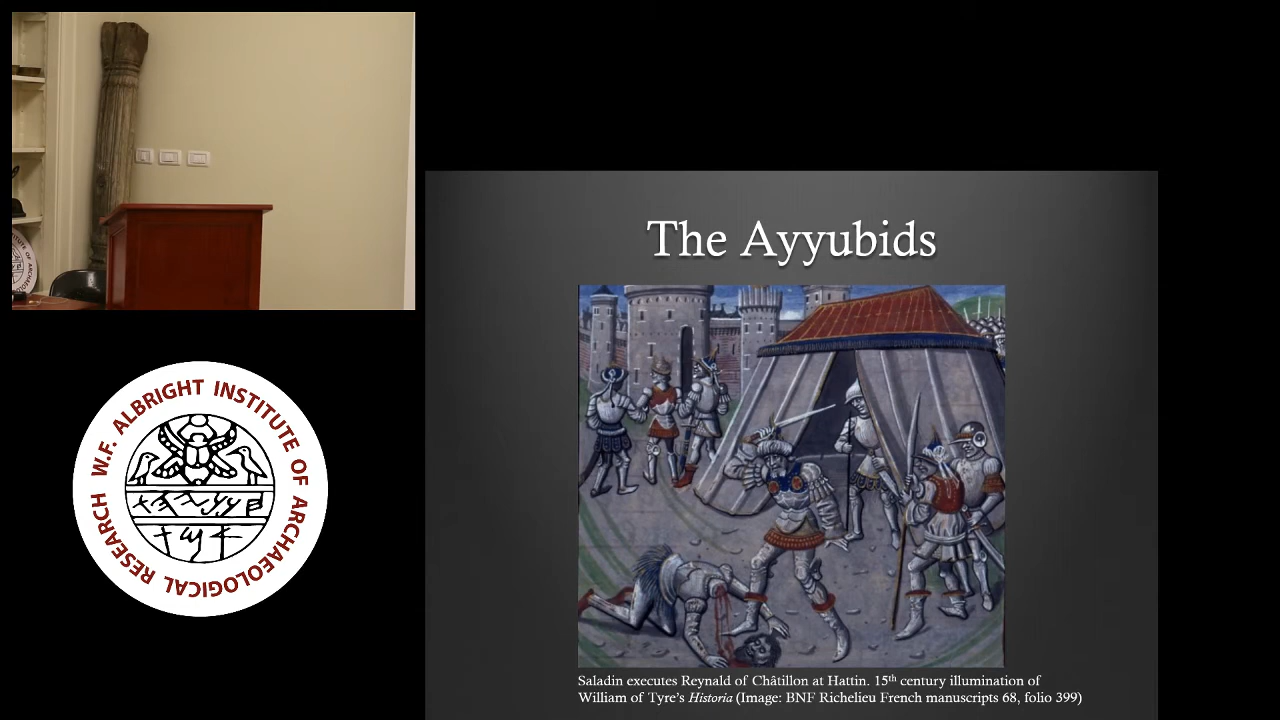 W.F. ALBRIGHT INSTITUTE OF ARCHAEOLOGICAL RESEARCH
The Ayyubids
Saladin executes Reynald of Châtillon at Hattin. 15th century illumination of
William of Tyre's Historia (Image: BNF Richelieu French manuscripts 68, folio 399)